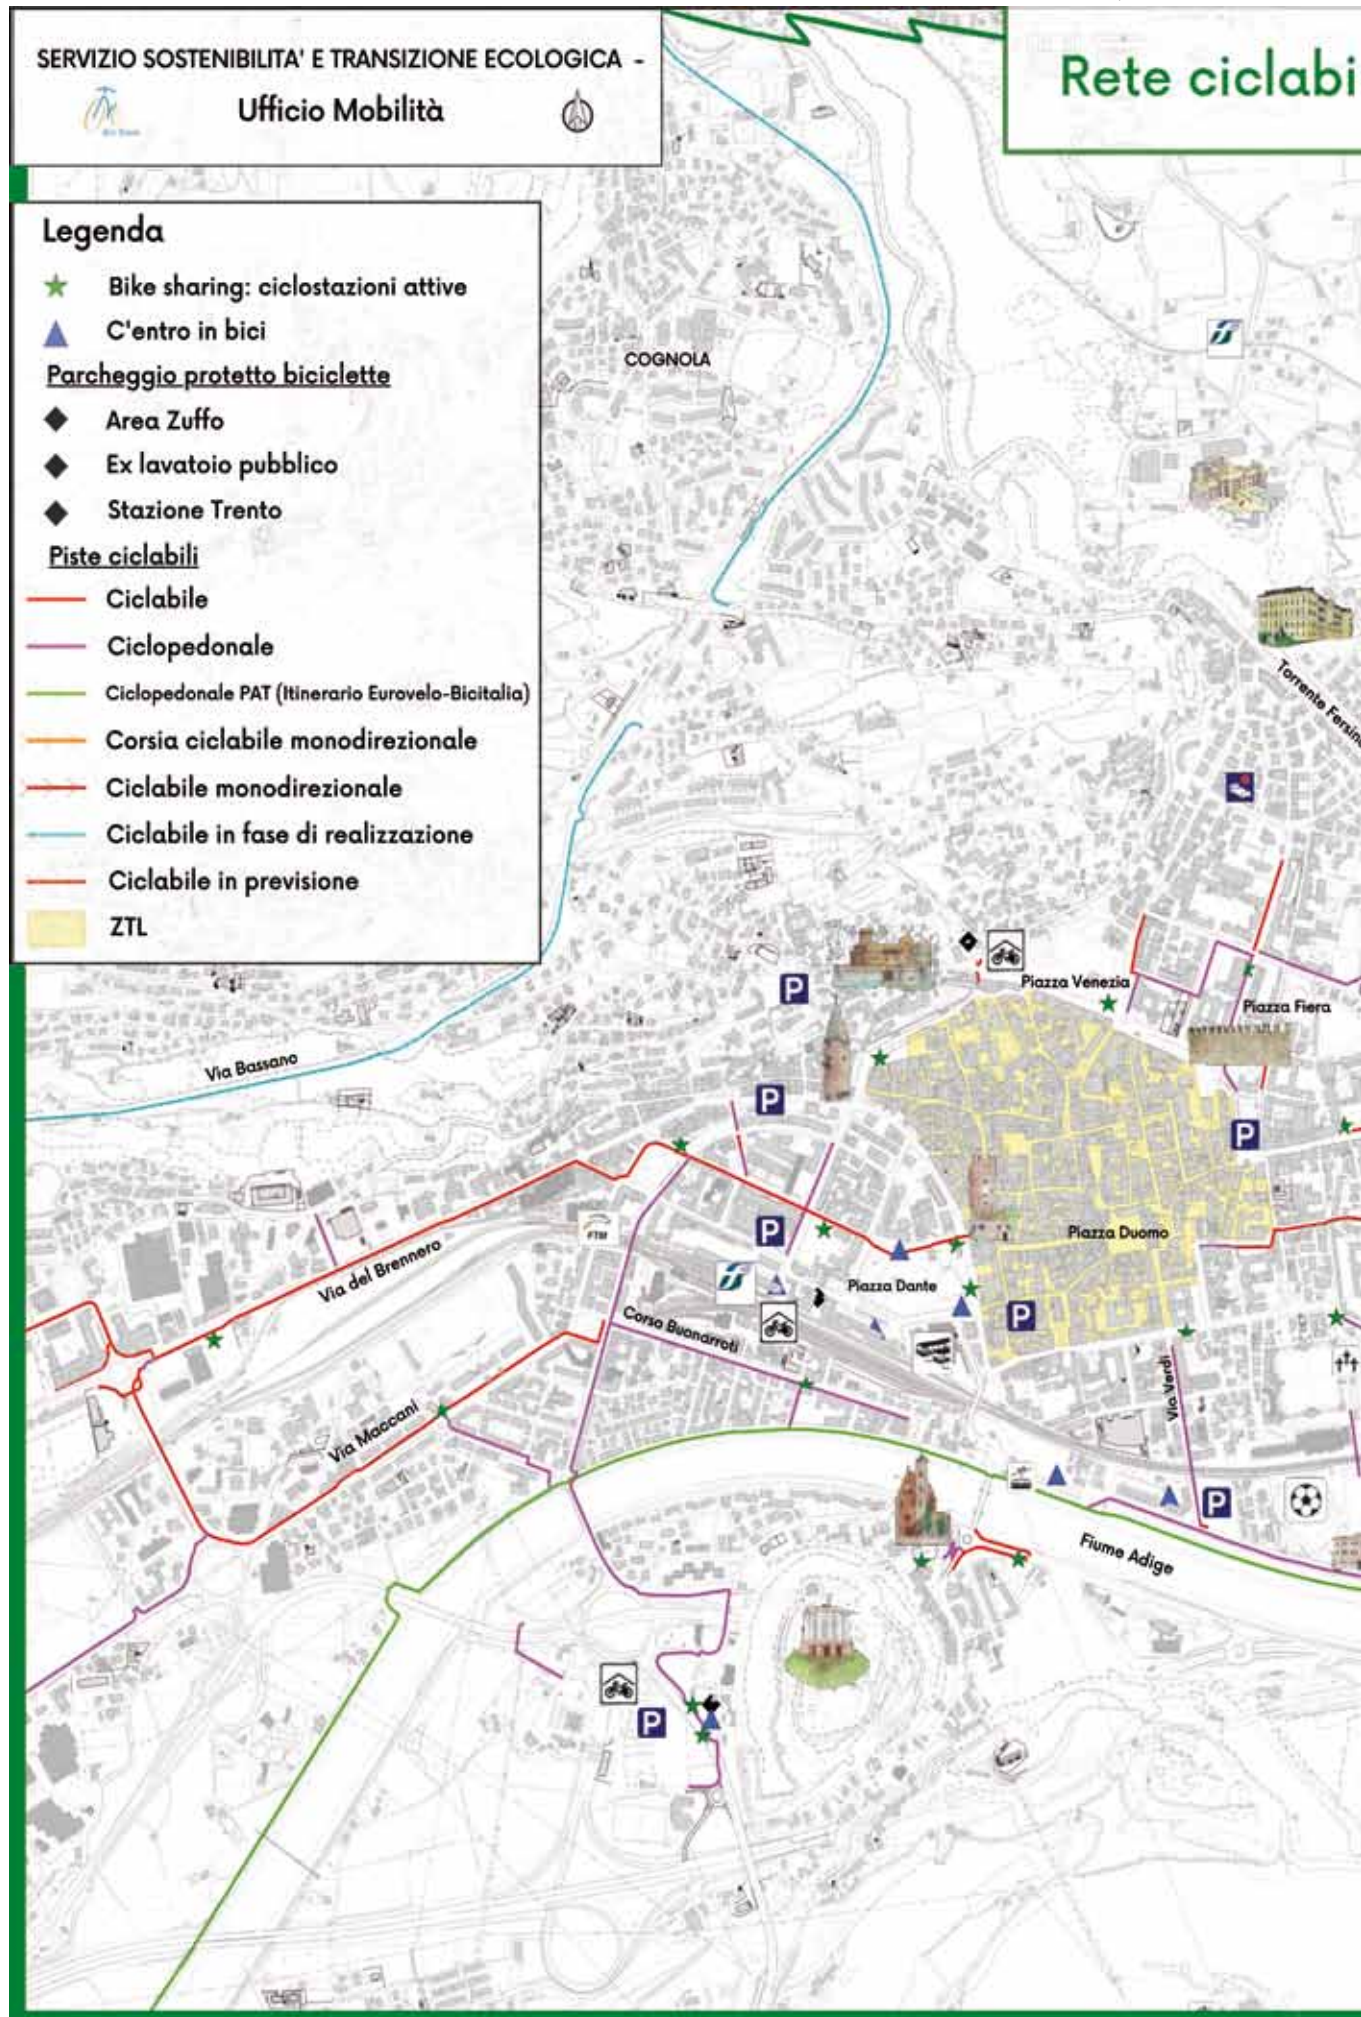 SERVIZIO SOSTENIBILITA' E TRANSIZIONE ECOLOGICA -
Ufficio Mobilità
Rete ciclabi
Legenda
Bike sharing: ciclostazioni attive
C'entro in bici
Parcheggio protetto biciclette
Area Zuffo
Ex lavatoio pubblico
Stazione Trento
Piste ciclabili
Ciclabile
Ciclopedonale
Ciclopedonale PAT (Itinerario Eurovelo-Bicitalia)
Corsia ciclabile monodirezionale
Ciclabile monodirezionale
Ciclabile in fase di realizzazione
Ciclabile in previsione
ZTL
COGNOLA
Torrente Fersina
Piazza Venezia
P
Piazza Fiera
Via Bassano
P
P
P
Piazza Duomo
FTM
Via del Brennero
Piazza Dante
Corso Buonarroti
P
Via Verdi
Via Maccani
P
Fiume Adige
P